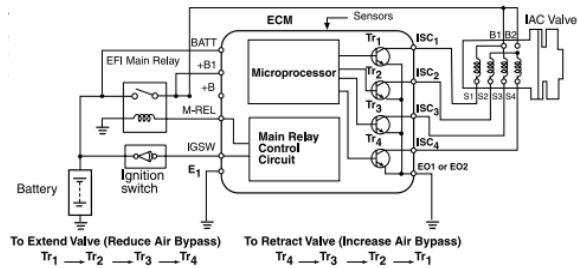 ECM
Sensors
IAC Valve
BATT
Tr1
ISC1
B1 B2
EFI Main Relay
+B1
Microprocessor
Tr2
ISC2
+B
S1 S2 S3 S4
M-REL
Tr3
ISC3
Main Relay
Control
Circuit
Tr4
ISC4
IGSW
E1
EO1 or EO2
Battery
Ignition
switch
To Extend Valve (Reduce Air Bypass)
Tr1 → Tr2 → Tr3 → Tr4
To Retract Valve (Increase Air Bypass)
Tr4 → Tr3 → Tr2 → Tr1